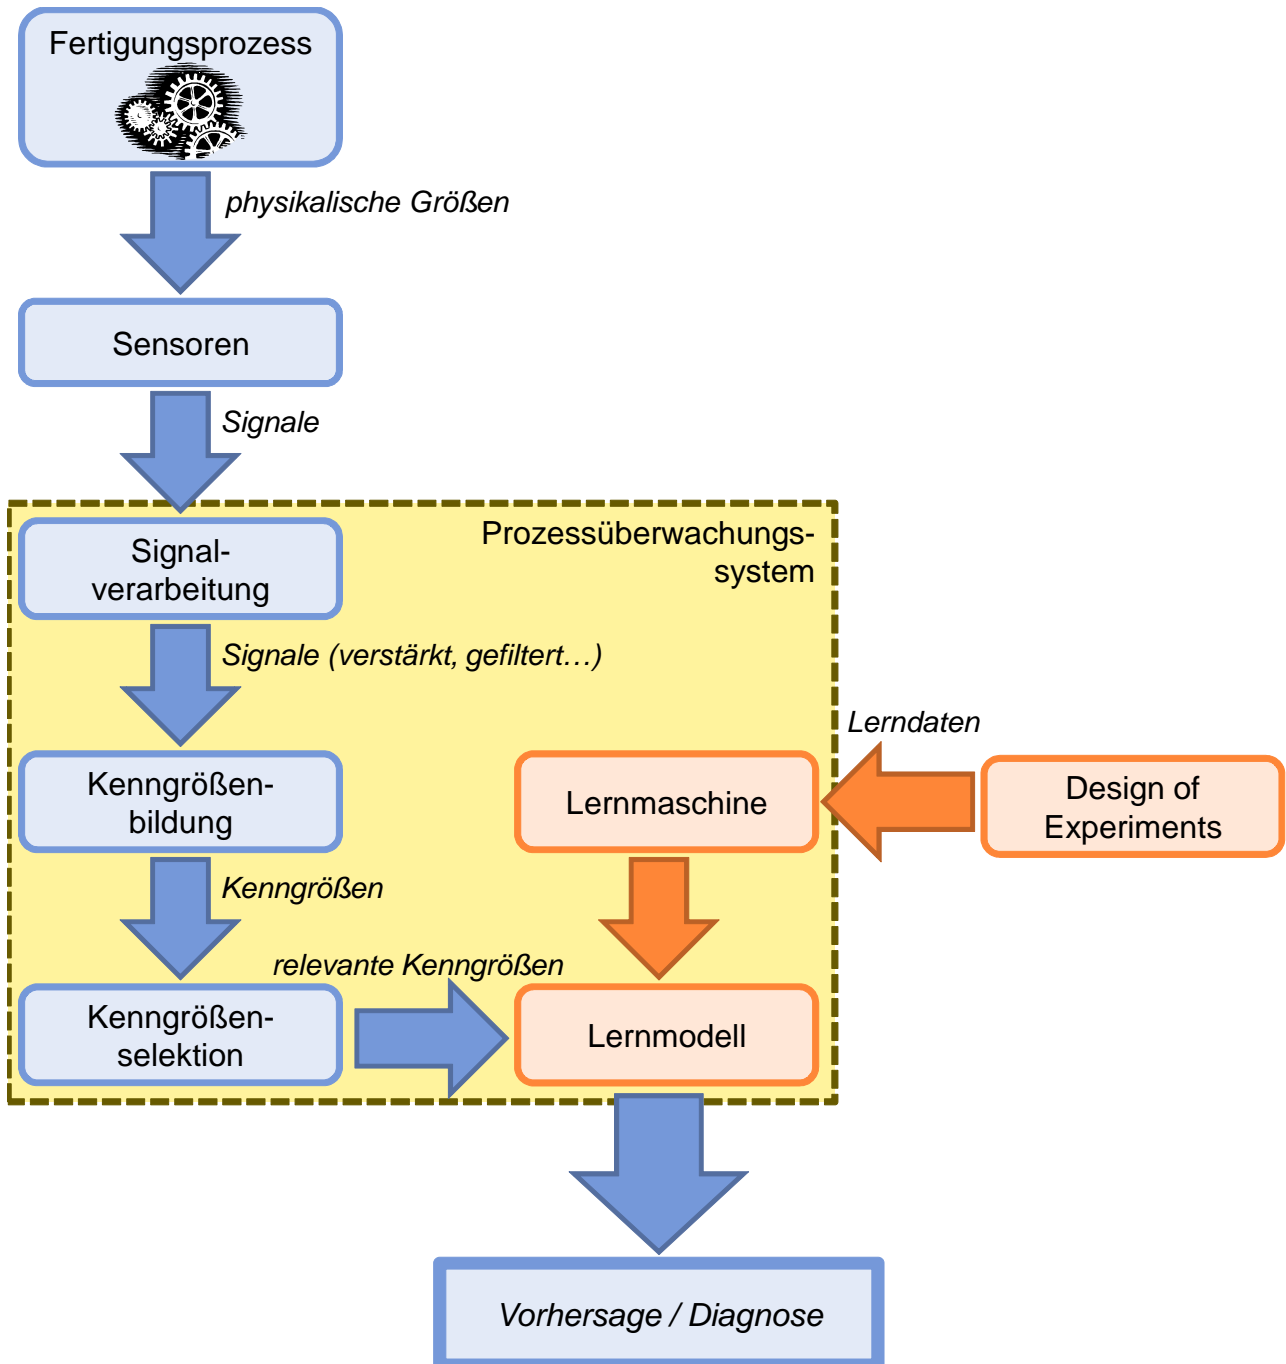 Fertigungsprozess
physikalische Größen
Sensoren
Signale
Prozessüberwachungs-
system
Signal-
verarbeitung
Signale (verstärkt, gefiltert…)
Lerndaten
Kenngrößen-
bildung
Lernmaschine
Design of
Experiments
Kenngrößen
relevante Kenngrößen
Kenngrößen-
selektion
Lernmodell
Vorhersage / Diagnose